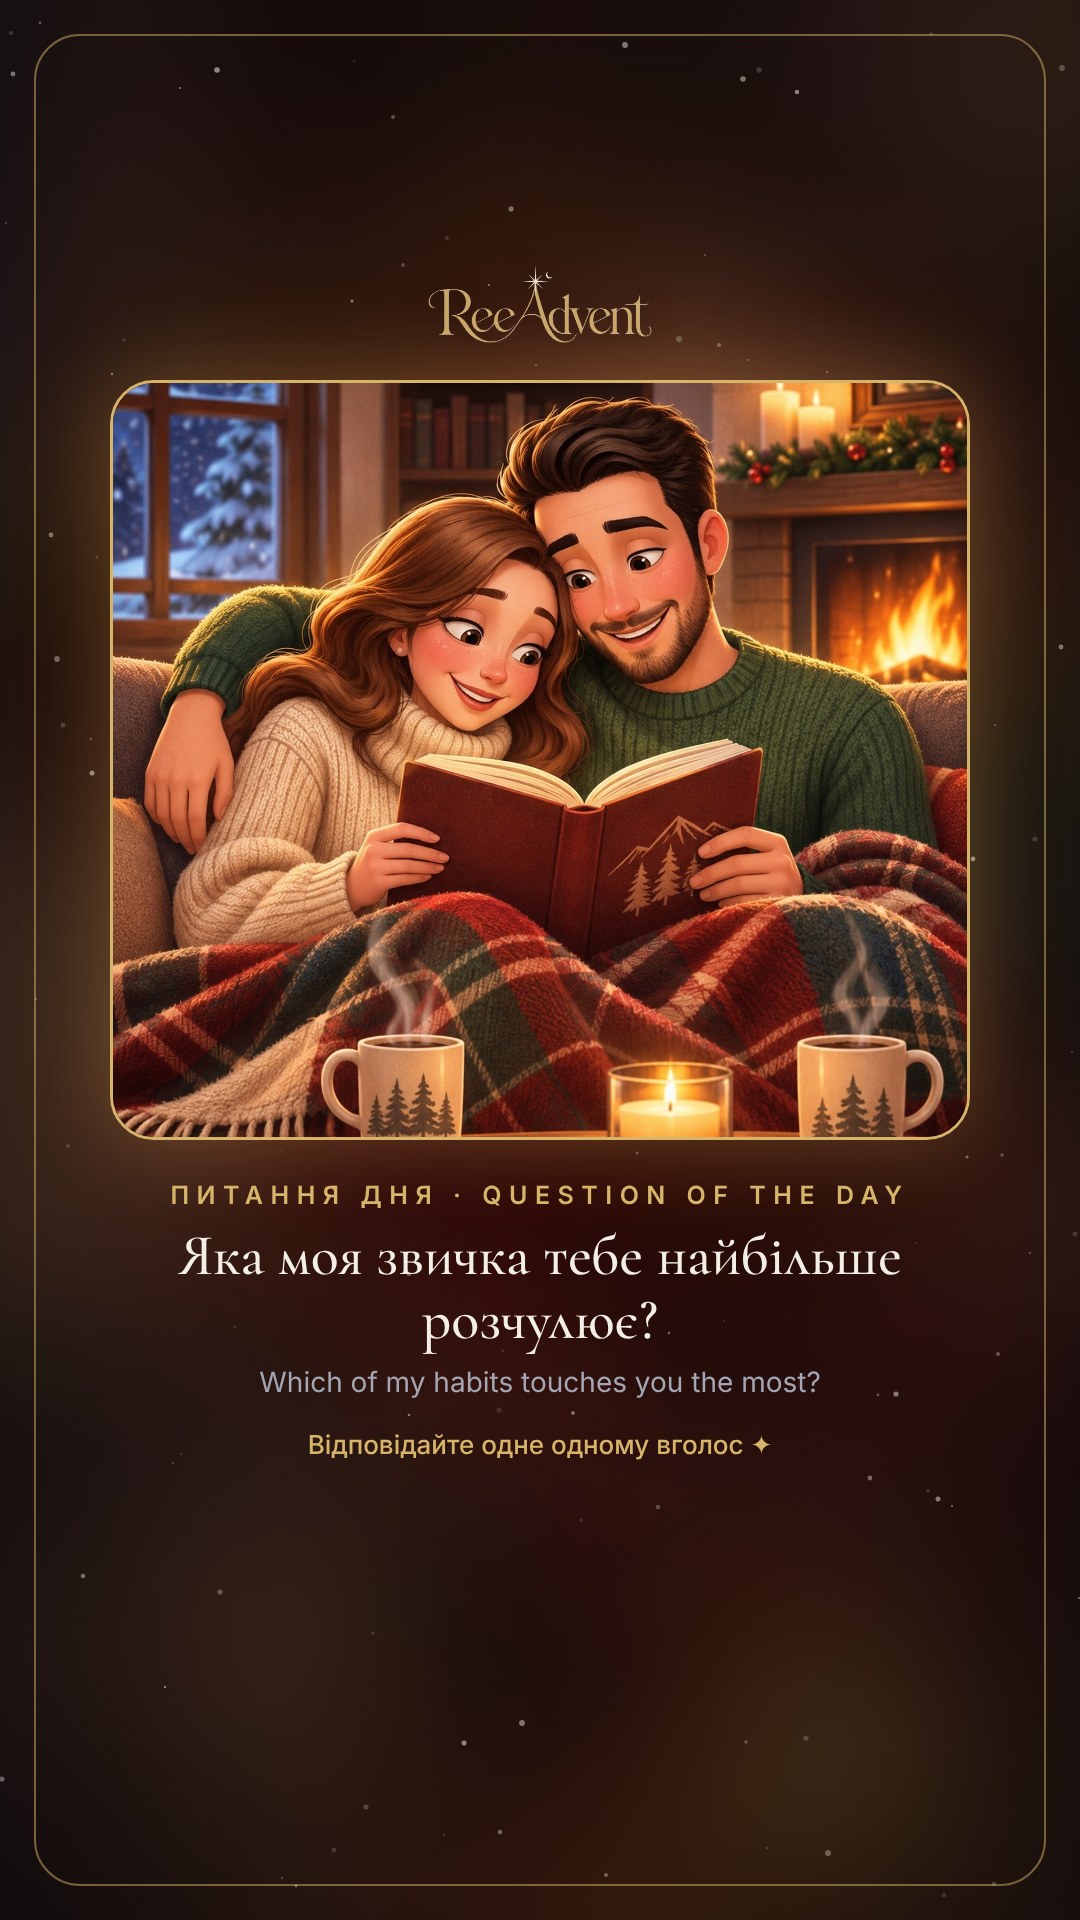 ReeAdvent
ПИТАННЯ ДНЯ · QUESTION OF THE DAY
Яка моя звичка тебе найбільше
розчулює?
Which of my habits touches you the most?
Відповідайте одне одному вголос ✦